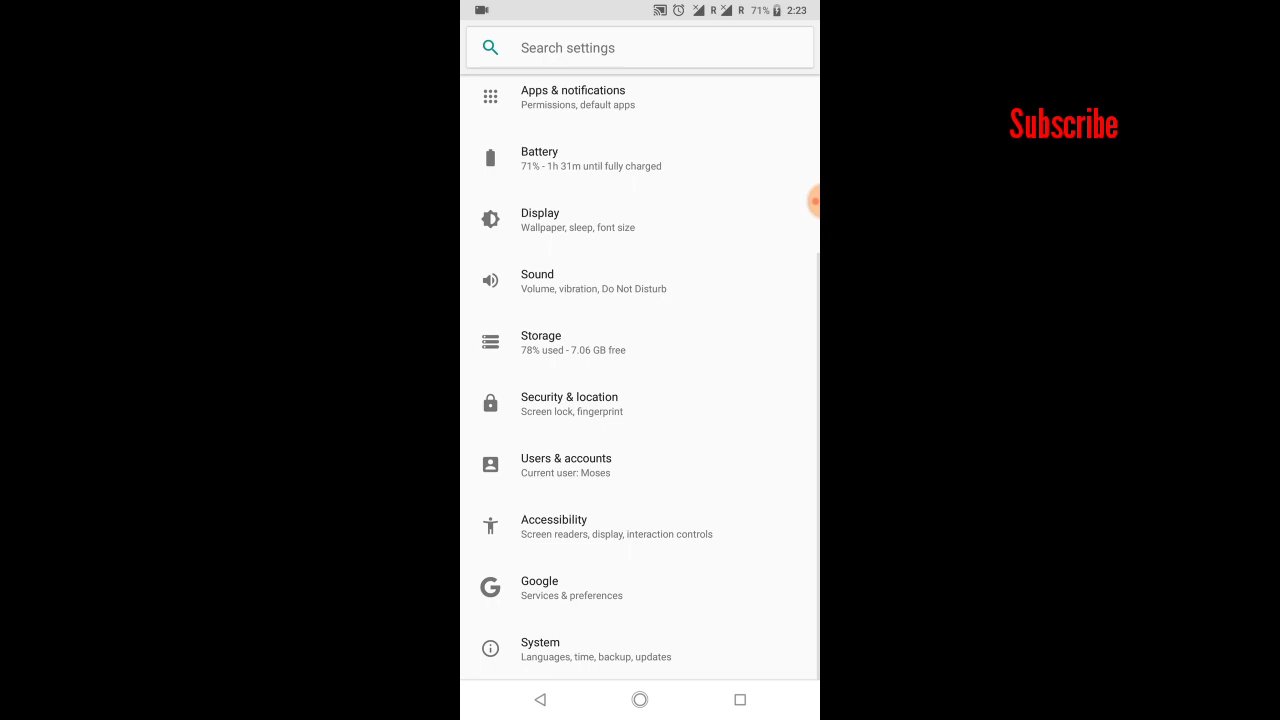 R R 71% 2:23
Search settings
Subscribe
Apps & notifications
Permissions, default apps
Battery
71% - 1h 31m until fully charged
Display
Wallpaper, sleep, font size
Sound
Volume, vibration, Do Not Disturb
Storage
78% used - 7.06 GB free
Security & location
Screen lock, fingerprint
Users & accounts
Current user: Moses
Accessibility
Screen readers, display, interaction controls
Google
Services & preferences
System
Languages, time, backup, updates